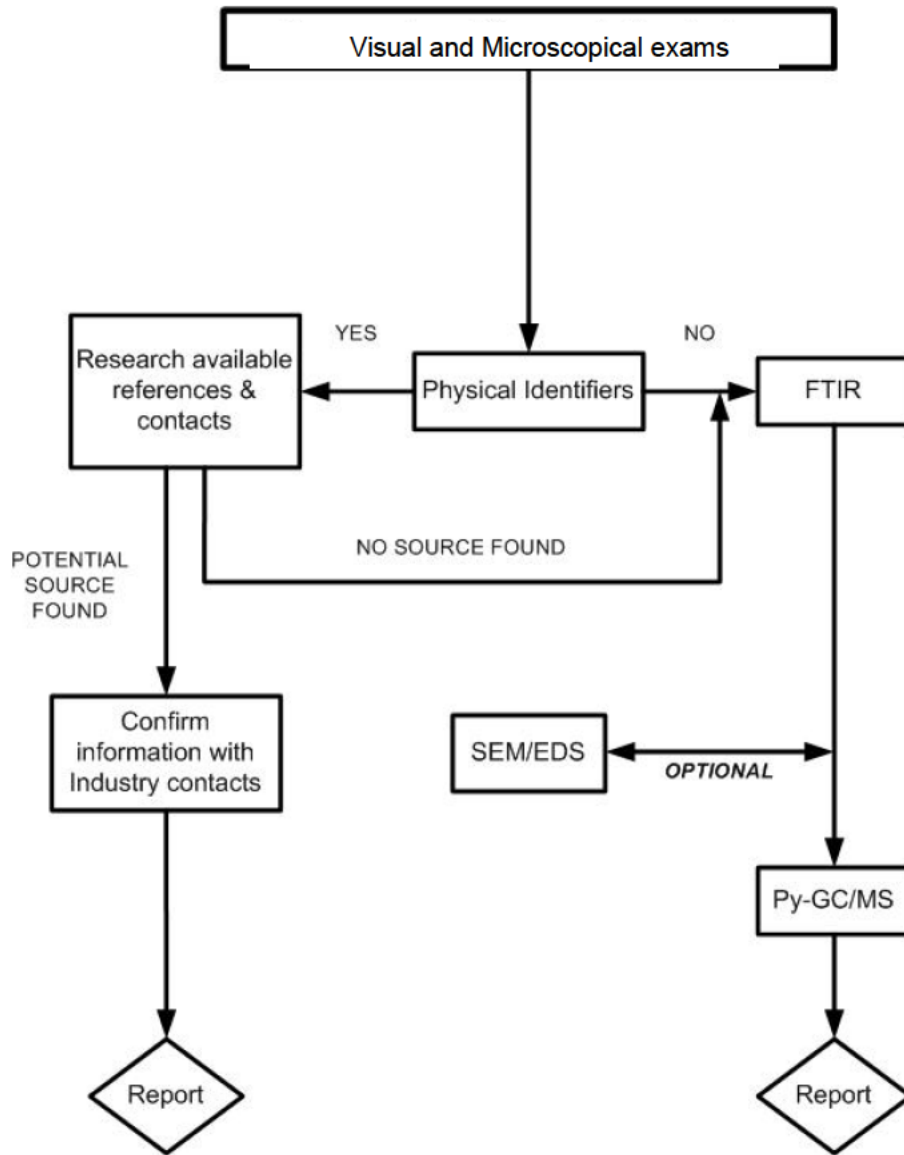 Visual and Microscopical exams
YES
NO
Research available
references &
contacts
Physical Identifiers
FTIR
NO SOURCE FOUND
POTENTIAL
SOURCE
FOUND
Confirm
information with
Industry contacts
SEM/EDS
OPTIONAL
Py-GC/MS
Report
Report